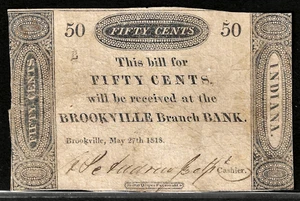 50 FIFTY CENTS 50
FIFTY CENTS
INDIANA.
This bill for
FIFTY CENTS.
will be received at the
BROOKVILLE Branch BANK.
Brookville, May 27th 1818.
Cashier.